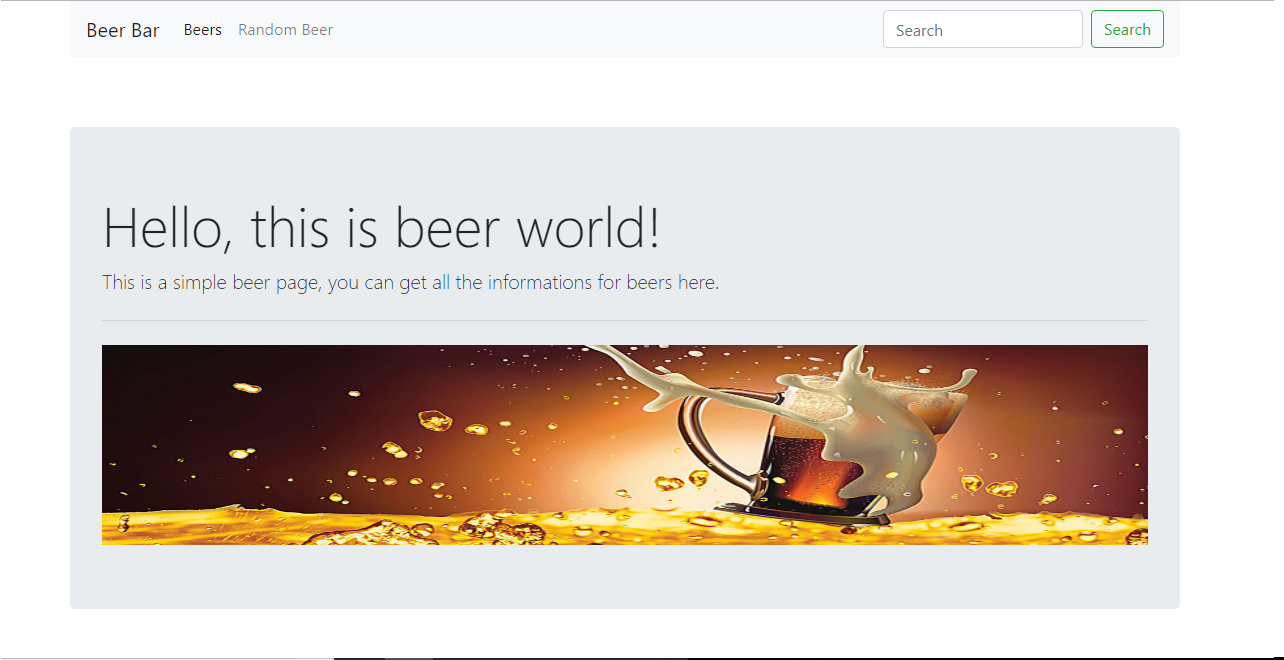 Beer Bar Beers Random Beer Search Search
Hello, this is beer world!
This is a simple beer page, you can get all the informations for beers here.